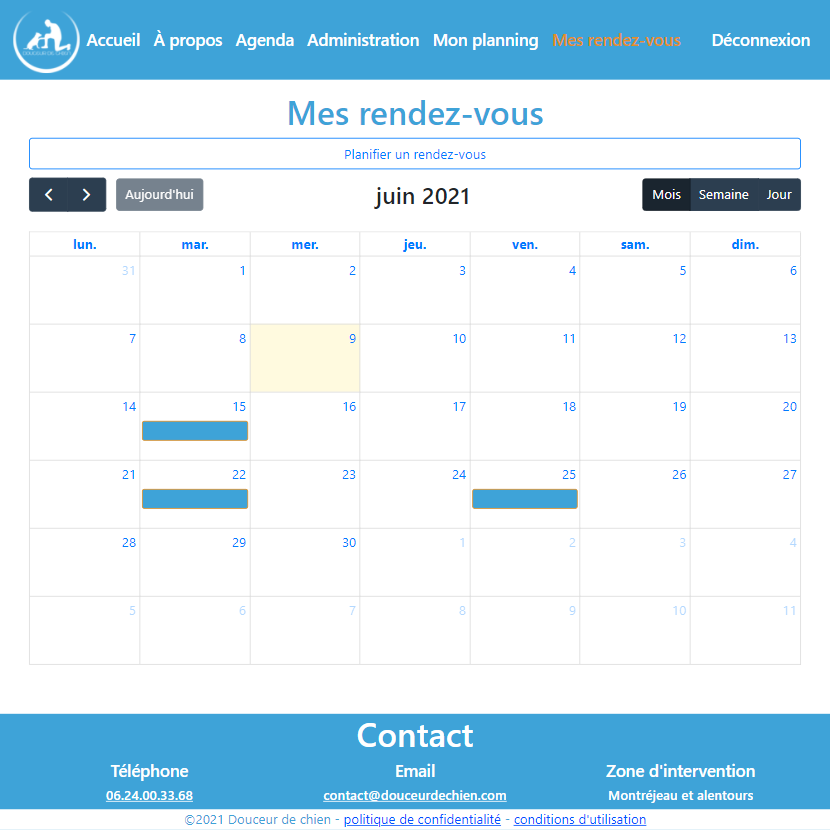 DOUCEUR DE CHIEN
Accueil À propos Agenda Administration Mon planning Mes rendez-vous Déconnexion
Mes rendez-vous
Planifier un rendez-vous
Aujourd'hui juin 2021 Mois Semaine Jour
lun. mar. mer. jeu. ven. sam. dim.
31 1 2 3 4 5 6
7 8 9 10 11 12 13
14 15 16 17 18 19 20
21 22 23 24 25 26 27
28 29 30 1 2 3 4
5 6 7 8 9 10 11
Contact
Téléphone Email Zone d'intervention
06.24.00.33.68 contact@douceurdechien.com Montréjeau et alentours
©2021 Douceur de chien - politique de confidentialité - conditions d'utilisation